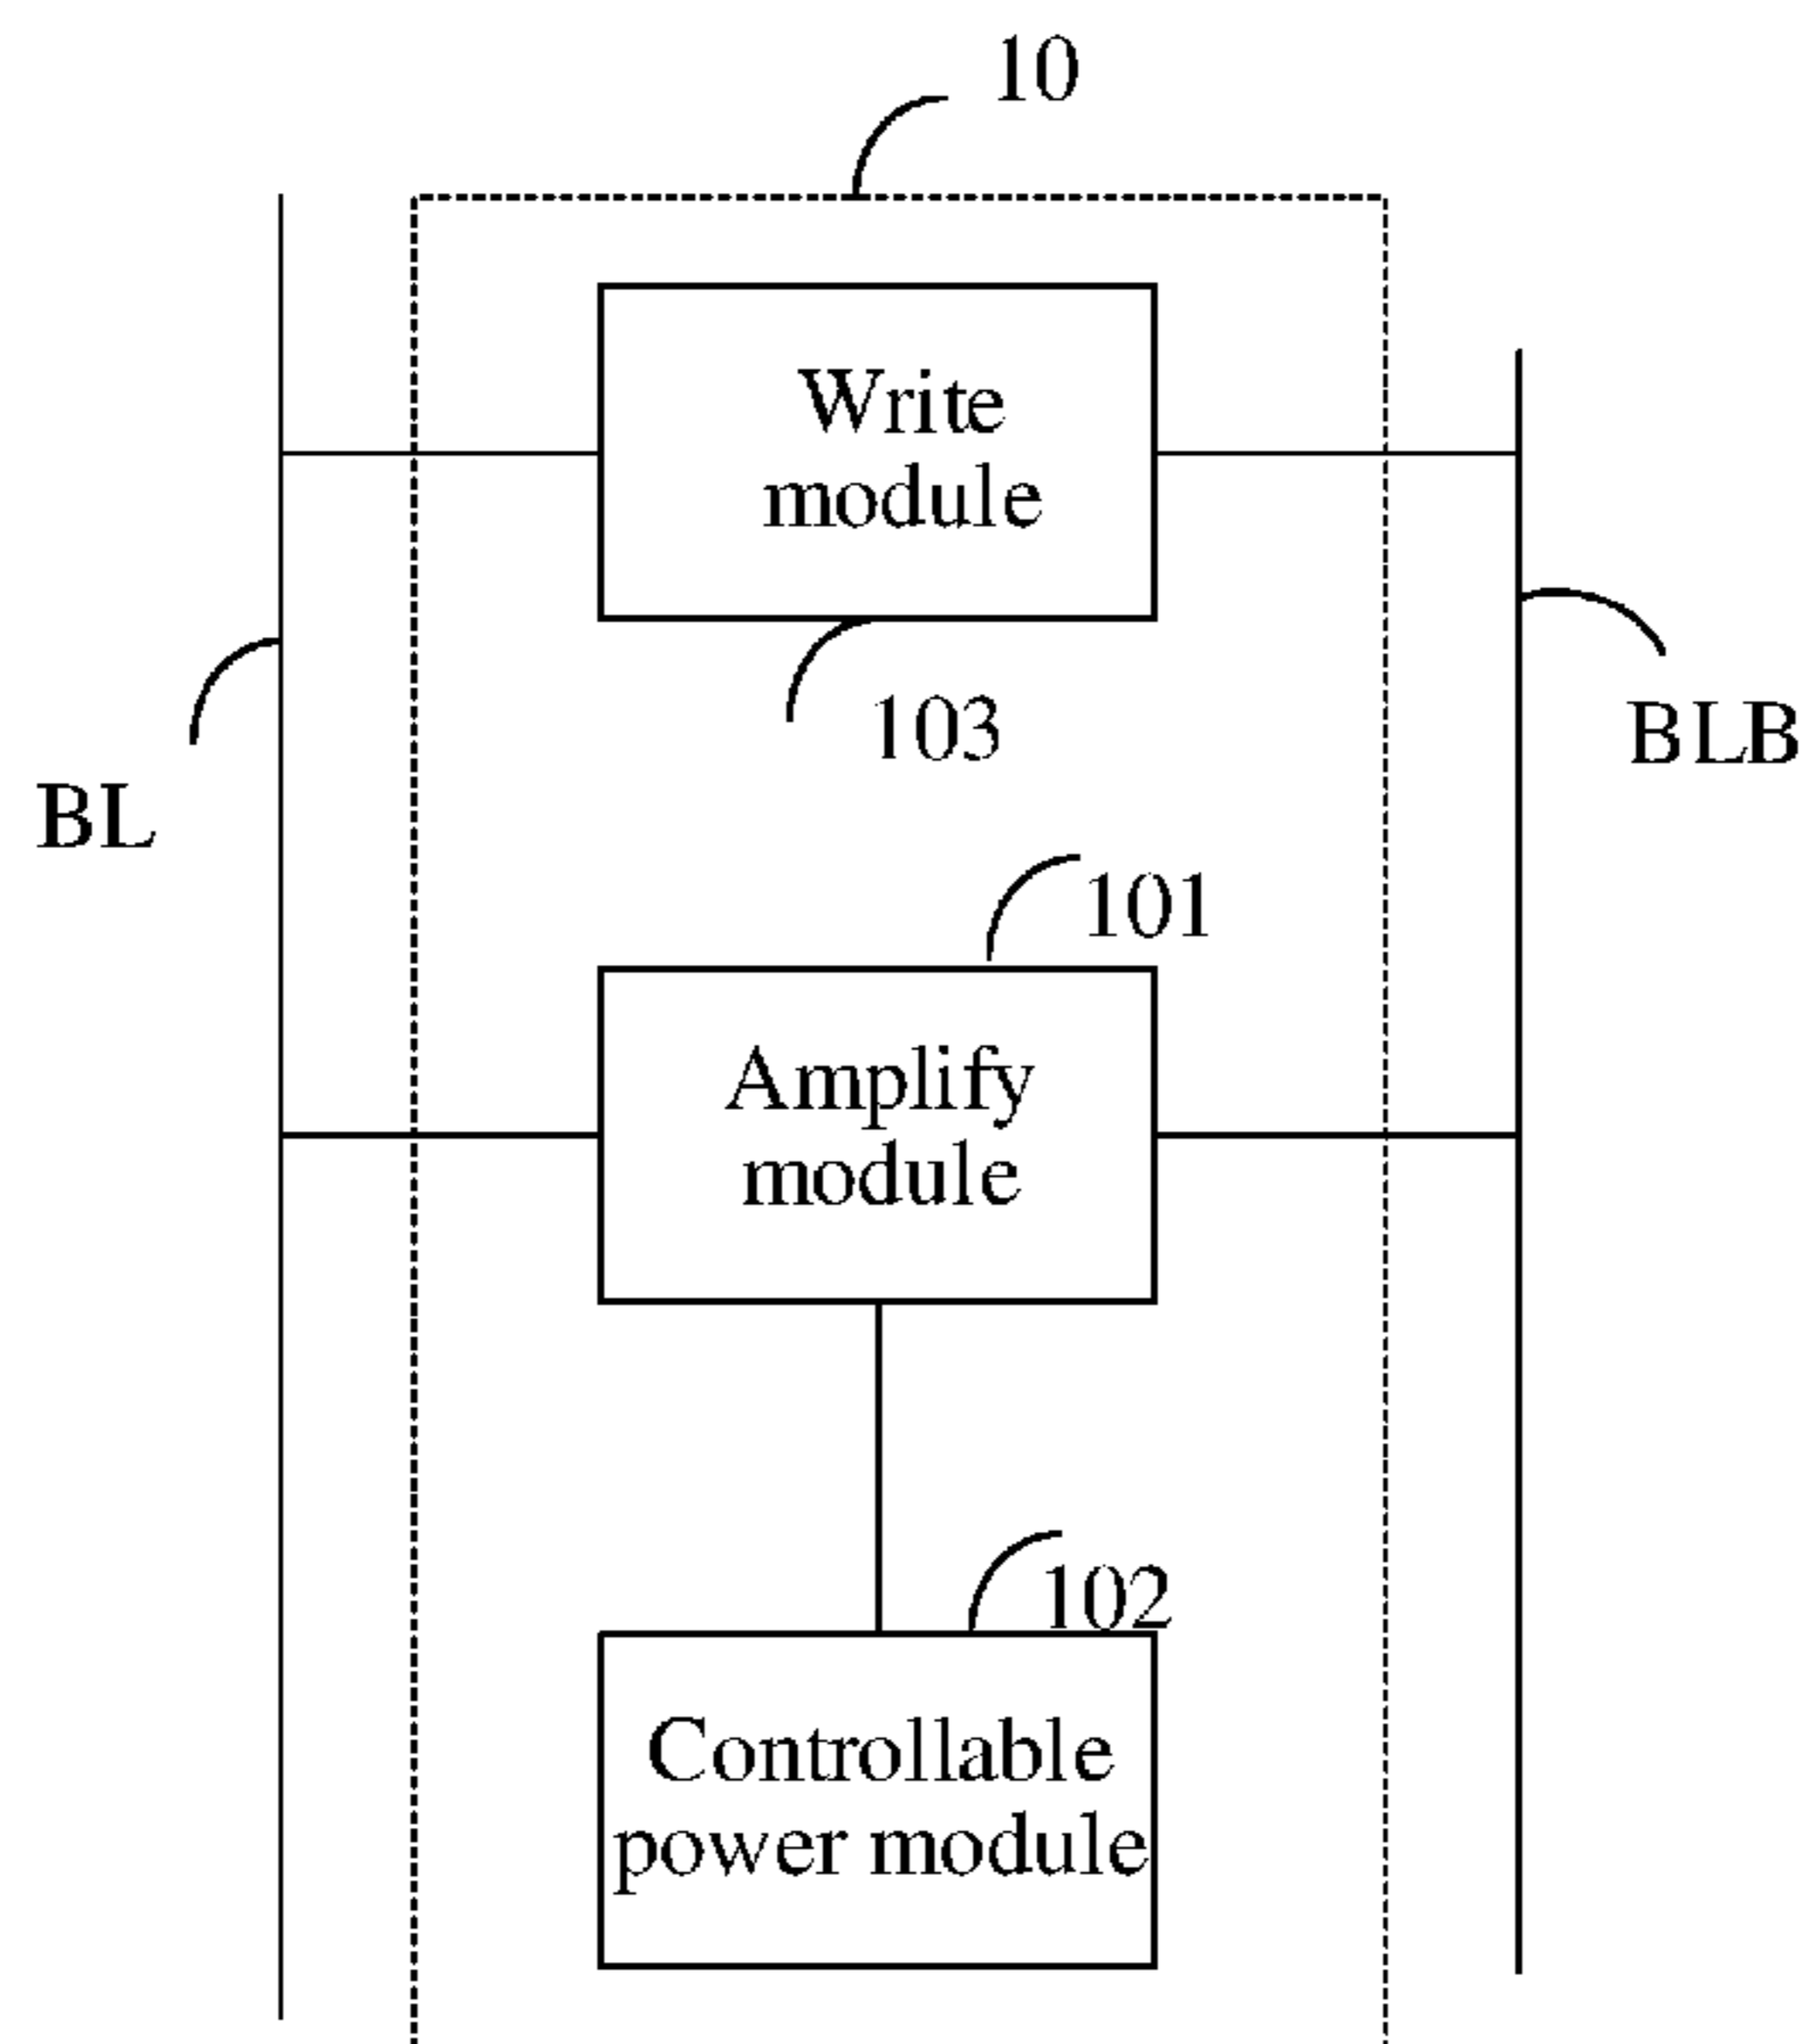 10
Write
module
103
BLB
BL
101
Amplify
module
102
Controllable
power module